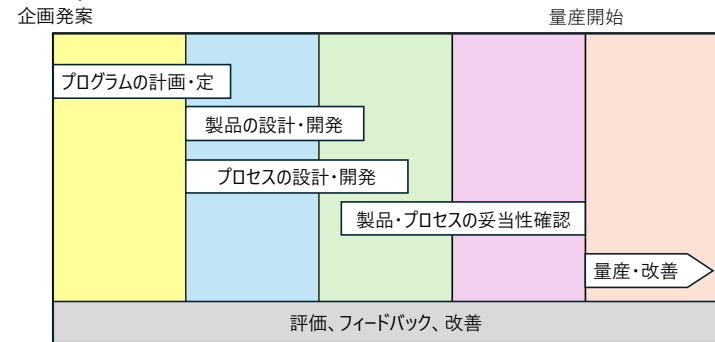 企画発案
量産開始
プログラムの計画・定
製品の設計・開発
プロセスの設計・開発
製品・プロセスの妥当性確認
量産・改善
評価、フィードバック、改善